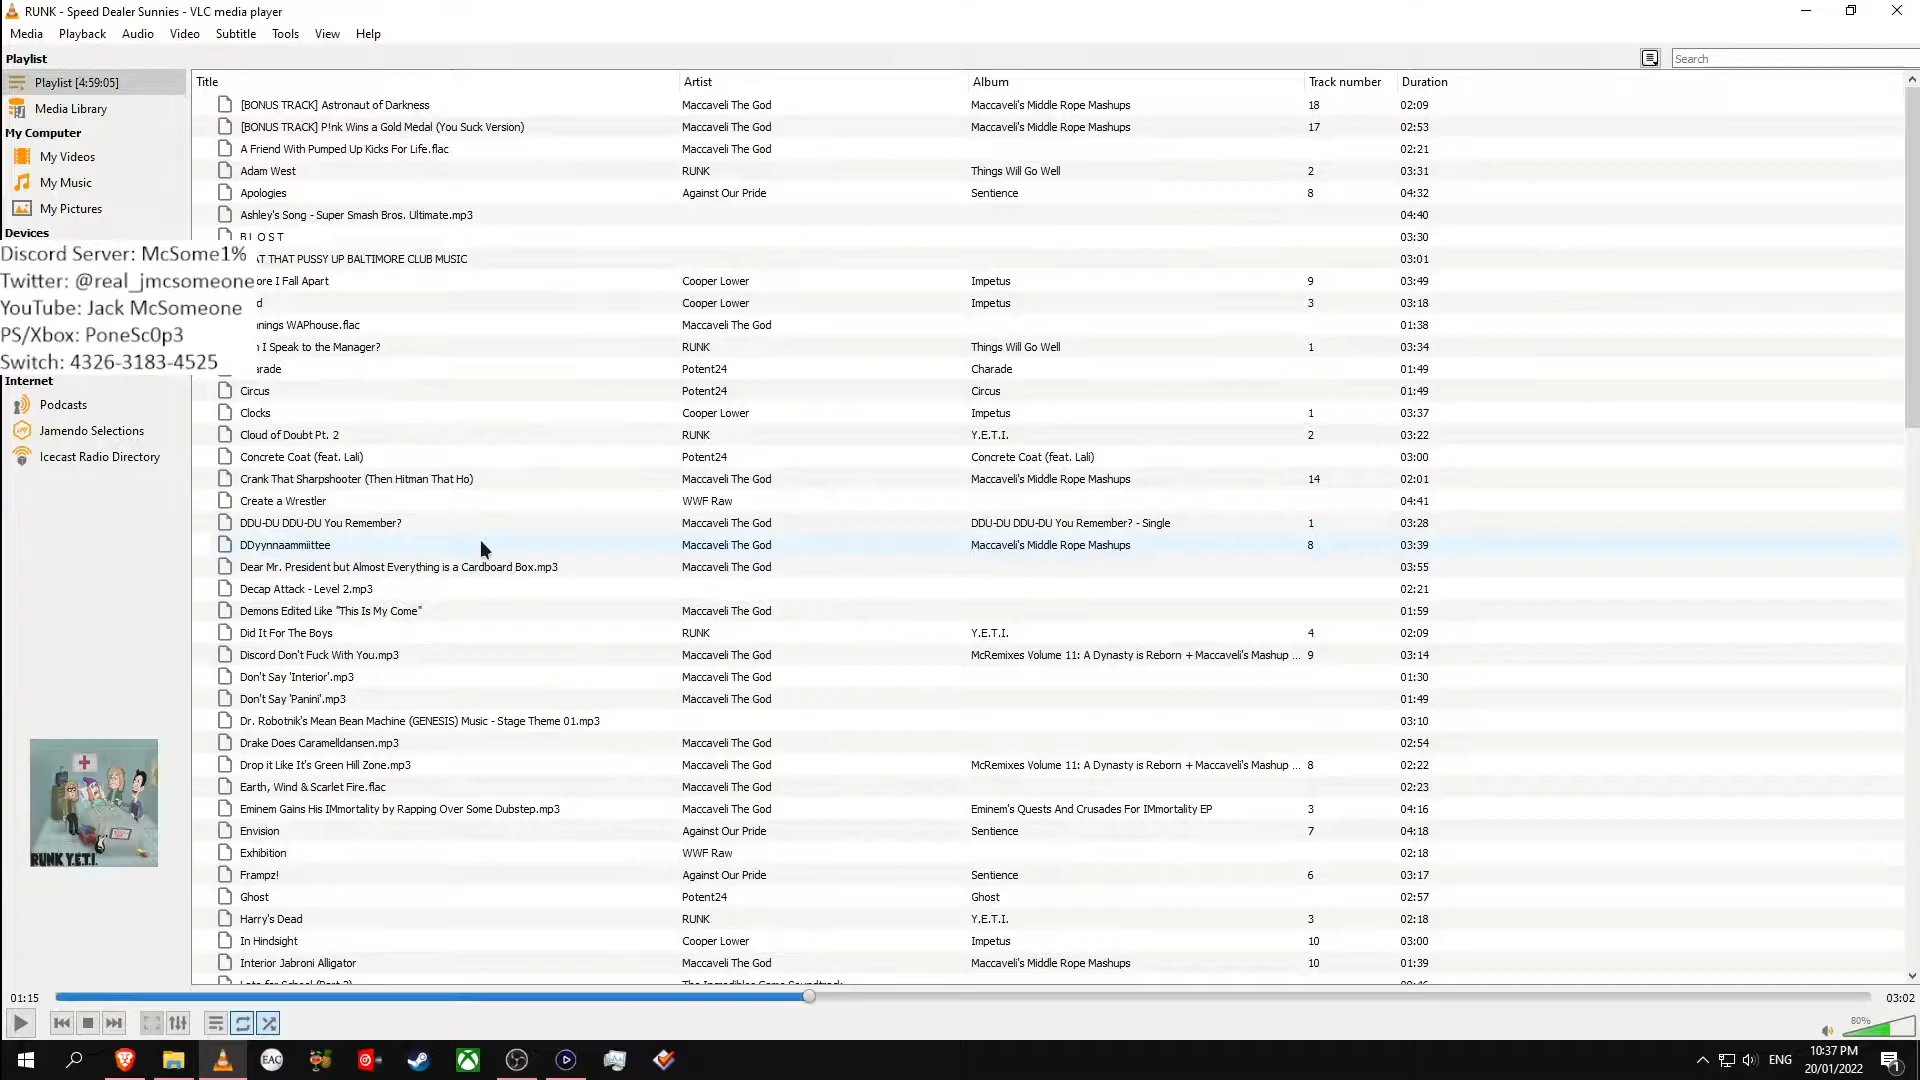 RUNK - Speed Dealer Sunnies - VLC media player
Media Playback Audio Video Subtitle Tools View Help
Playlist
Search
Playlist [4:59:05]
Media Library
My Computer
My Videos
My Music
My Pictures
Devices
Discord Server: McSome1%
Twitter: @real_jmcsomeone
YouTube: Jack McSomeone
PS/Xbox: PoneSc0p3
Switch: 4326-3183-4525
Internet
Podcasts
Jamendo Selections
Icecast Radio Directory
RUNK Y.E.T.I.
Title Artist Album Track number Duration
[BONUS TRACK] Astronaut of Darkness Maccaveli The God Maccaveli's Middle Rope Mashups 18 02:09
[BONUS TRACK] P!nk Wins a Gold Medal (You Suck Version) Maccaveli The God Maccaveli's Middle Rope Mashups 17 02:53
A Friend With Pumped Up Kicks For Life.flac Maccaveli The God 02:21
Adam West RUNK Things Will Go Well 2 03:31
Apologies Against Our Pride Sentience 8 04:32
Ashley's Song - Super Smash Bros. Ultimate.mp3 04:40
B L O S T 03:30
AT THAT PUSSY UP BALTIMORE CLUB MUSIC 03:01
ore I Fall Apart Cooper Lower Impetus 9 03:49
d Cooper Lower Impetus 3 03:18
nnings WAPhouse.flac Maccaveli The God 01:38
n I Speak to the Manager? RUNK Things Will Go Well 1 03:34
arade Potent24 Charade 01:49
Circus Potent24 Circus 01:49
Clocks Cooper Lower Impetus 1 03:37
Cloud of Doubt Pt. 2 RUNK Y.E.T.I. 2 03:22
Concrete Coat (feat. Lali) Potent24 Concrete Coat (feat. Lali) 03:00
Crank That Sharpshooter (Then Hitman That Ho) Maccaveli The God Maccaveli's Middle Rope Mashups 14 02:01
Create a Wrestler WWF Raw 04:41
DDU-DU DDU-DU You Remember? Maccaveli The God DDU-DU DDU-DU You Remember? - Single 1 03:28
DDyynnaammiittee Maccaveli The God Maccaveli's Middle Rope Mashups 8 03:39
Dear Mr. President but Almost Everything is a Cardboard Box.mp3 Maccaveli The God 03:55
Decap Attack - Level 2.mp3 02:21
Demons Edited Like "This Is My Come" Maccaveli The God 01:59
Did It For The Boys RUNK Y.E.T.I. 4 02:09
Discord Don't Fuck With You.mp3 Maccaveli The God McRemixes Volume 11: A Dynasty is Reborn + Maccaveli's Mashup ... 9 03:14
Don't Say 'Interior'.mp3 Maccaveli The God 01:30
Don't Say 'Panini'.mp3 Maccaveli The God 01:49
Dr. Robotnik's Mean Bean Machine (GENESIS) Music - Stage Theme 01.mp3 03:10
Drake Does Caramelldansen.mp3 Maccaveli The God 02:54
Drop it Like It's Green Hill Zone.mp3 Maccaveli The God McRemixes Volume 11: A Dynasty is Reborn + Maccaveli's Mashup ... 8 02:22
Earth, Wind & Scarlet Fire.flac Maccaveli The God 02:23
Eminem Gains His IMmortality by Rapping Over Some Dubstep.mp3 Maccaveli The God Eminem's Quests And Crusades For IMmortality EP 3 04:16
Envision Against Our Pride Sentience 7 04:18
Exhibition WWF Raw 02:18
Frampz! Against Our Pride Sentience 6 03:17
Ghost Potent24 Ghost 02:57
Harry's Dead RUNK Y.E.T.I. 3 02:18
In Hindsight Cooper Lower Impetus 10 03:00
Interior Jabroni Alligator Maccaveli The God Maccaveli's Middle Rope Mashups 10 01:39
01:15 03:02
80%
EAC
ENG
10:37 PM
20/01/2022
1